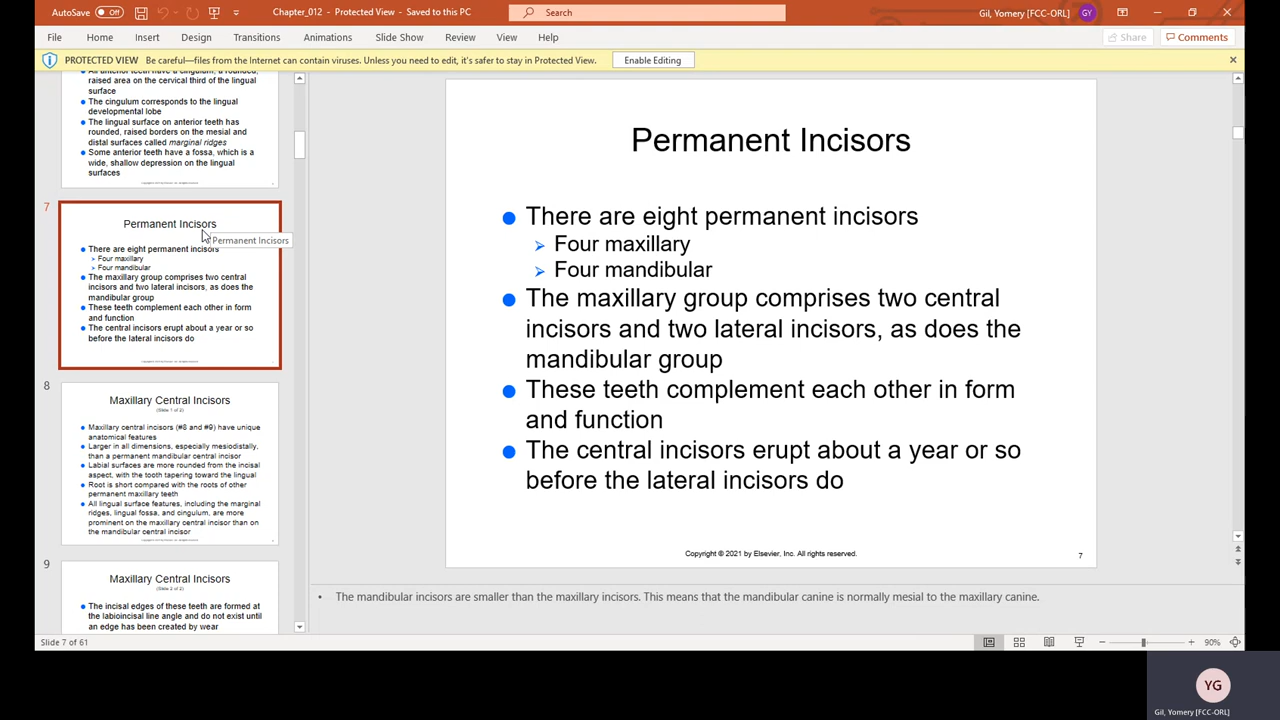 AutoSave Off Chapter_012 - Protected View - Saved to this PC Search Gil, Yomery [FCC-ORL] GY
File Home Insert Design Transitions Animations Slide Show Review View Help Share Comments
PROTECTED VIEW Be careful—files from the Internet can contain viruses. Unless you need to edit, it's safer to stay in Protected View. Enable Editing
All anterior teeth have a cingulum, a rounded,
raised area on the cervical third of the lingual
surface
The cingulum corresponds to the lingual
developmental lobe
The lingual surface on anterior teeth has
rounded, raised borders on the mesial and
distal surfaces called marginal ridges
Some anterior teeth have a fossa, which is a
wide, shallow depression on the lingual
surfaces
7
Permanent Incisors
Permanent Incisors
There are eight permanent incisors
Four maxillary
Four mandibular
The maxillary group comprises two central
incisors and two lateral incisors, as does the
mandibular group
These teeth complement each other in form
and function
The central incisors erupt about a year or so
before the lateral incisors do
8
Maxillary Central Incisors
(Slide 1 of 2)
Maxillary central incisors (#8 and #9) have unique
anatomical features
Larger in all dimensions, especially mesiodistally,
than a permanent mandibular central incisor
Labial surfaces are more rounded from the incisal
aspect, with the tooth tapering toward the lingual
Root is short compared with the roots of other
permanent maxillary teeth
All lingual surface features, including the marginal
ridges, lingual fossa, and cingulum, are more
prominent on the maxillary central incisor than on
the mandibular central incisor
9
Maxillary Central Incisors
(Slide 2 of 2)
The incisal edges of these teeth are formed at
the labioincisal line angle and do not exist until
an edge has been created by wear
Permanent Incisors
There are eight permanent incisors
Four maxillary
Four mandibular
The maxillary group comprises two central
incisors and two lateral incisors, as does the
mandibular group
These teeth complement each other in form
and function
The central incisors erupt about a year or so
before the lateral incisors do
Copyright © 2021 by Elsevier, Inc. All rights reserved. 7
• The mandibular incisors are smaller than the maxillary incisors. This means that the mandibular canine is normally mesial to the maxillary canine.
Slide 7 of 61 90%
YG
Gil, Yomery [FCC-ORL]